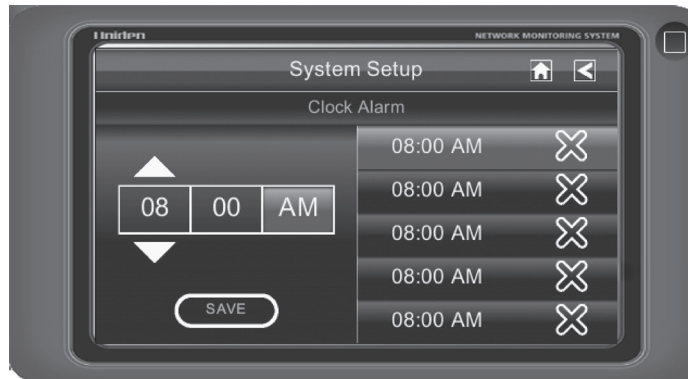 Uniden
NETWORK MONITORING SYSTEM
System Setup
Clock Alarm
08 00 AM
SAVE
08:00 AM
08:00 AM
08:00 AM
08:00 AM
08:00 AM